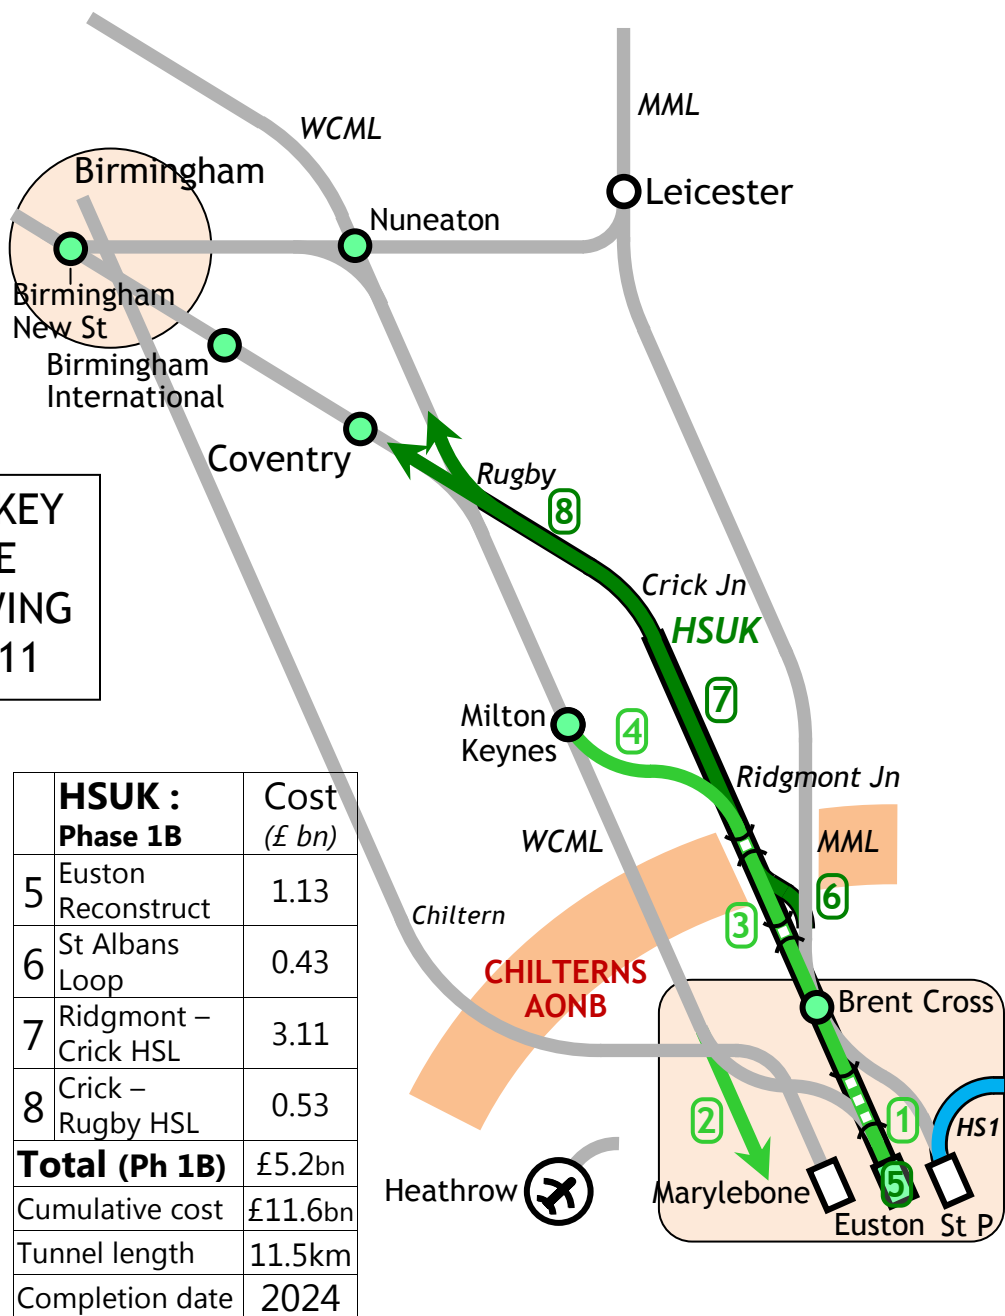 WCML
MML
Birmingham
Leicester
Nuneaton
Birmingham
New St
Birmingham
International
Coventry
Rugby
8
KEY
E
VING
11
Crick Jn
HSUK
7
Milton
Keynes
4
Ridgmont Jn
WCML
MML
6
3
Chiltern
CHILTERNS
AONB
Brent Cross
2
1
HS1
Heathrow
Marylebone
5
Euston
St P
HSUK : Cost
Phase 1B (£ bn)
5 Euston Reconstruct 1.13
6 St Albans Loop 0.43
7 Ridgmont – Crick HSL 3.11
8 Crick – Rugby HSL 0.53
Total (Ph 1B) £5.2bn
Cumulative cost £11.6bn
Tunnel length 11.5km
Completion date 2024